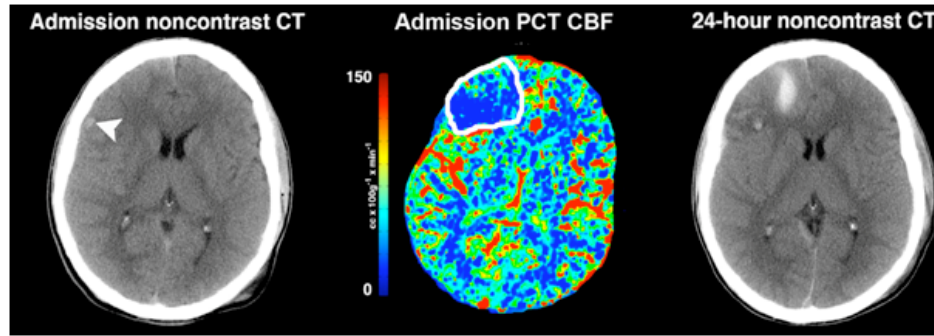 Admission noncontrast CT
Admission PCT CBF
24-hour noncontrast CT
150
cc x 100g⁻¹ x min⁻¹
0